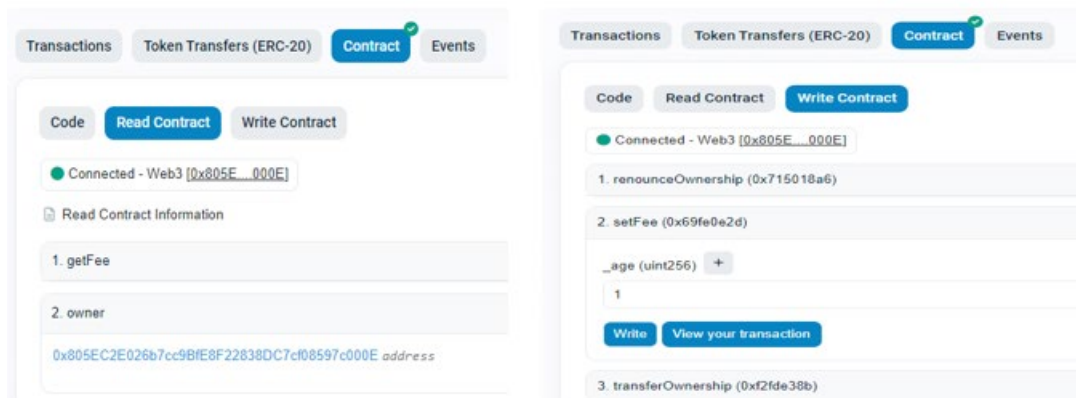 Transactions Token Transfers (ERC-20) Contract Events
Code Read Contract Write Contract
Connected - Web3 [0x805E....000E]
Read Contract Information
1. getFee
2. owner
0x805EC2E026b7cc9BfE8F22838DC7cf08597c000E address
Transactions Token Transfers (ERC-20) Contract Events
Code Read Contract Write Contract
Connected - Web3 [0x805E....000E]
1. renounceOwnership (0x715018a6)
2. setFee (0x69fe0e2d)
_age (uint256) +
1
Write View your transaction
3. transferOwnership (0xf2fde38b)